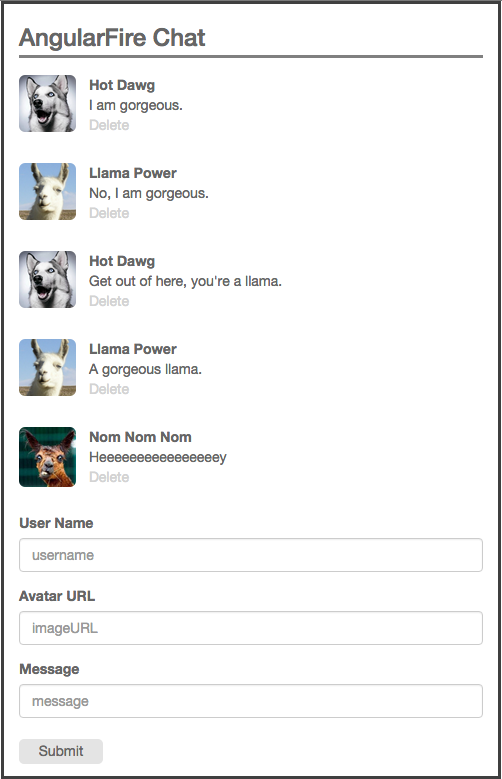 AngularFire Chat
Hot Dawg
I am gorgeous.
Delete
Llama Power
No, I am gorgeous.
Delete
Hot Dawg
Get out of here, you're a llama.
Delete
Llama Power
A gorgeous llama.
Delete
Nom Nom Nom
Heeeeeeeeeeeeeeeey
Delete
User Name
username
Avatar URL
imageURL
Message
message
Submit